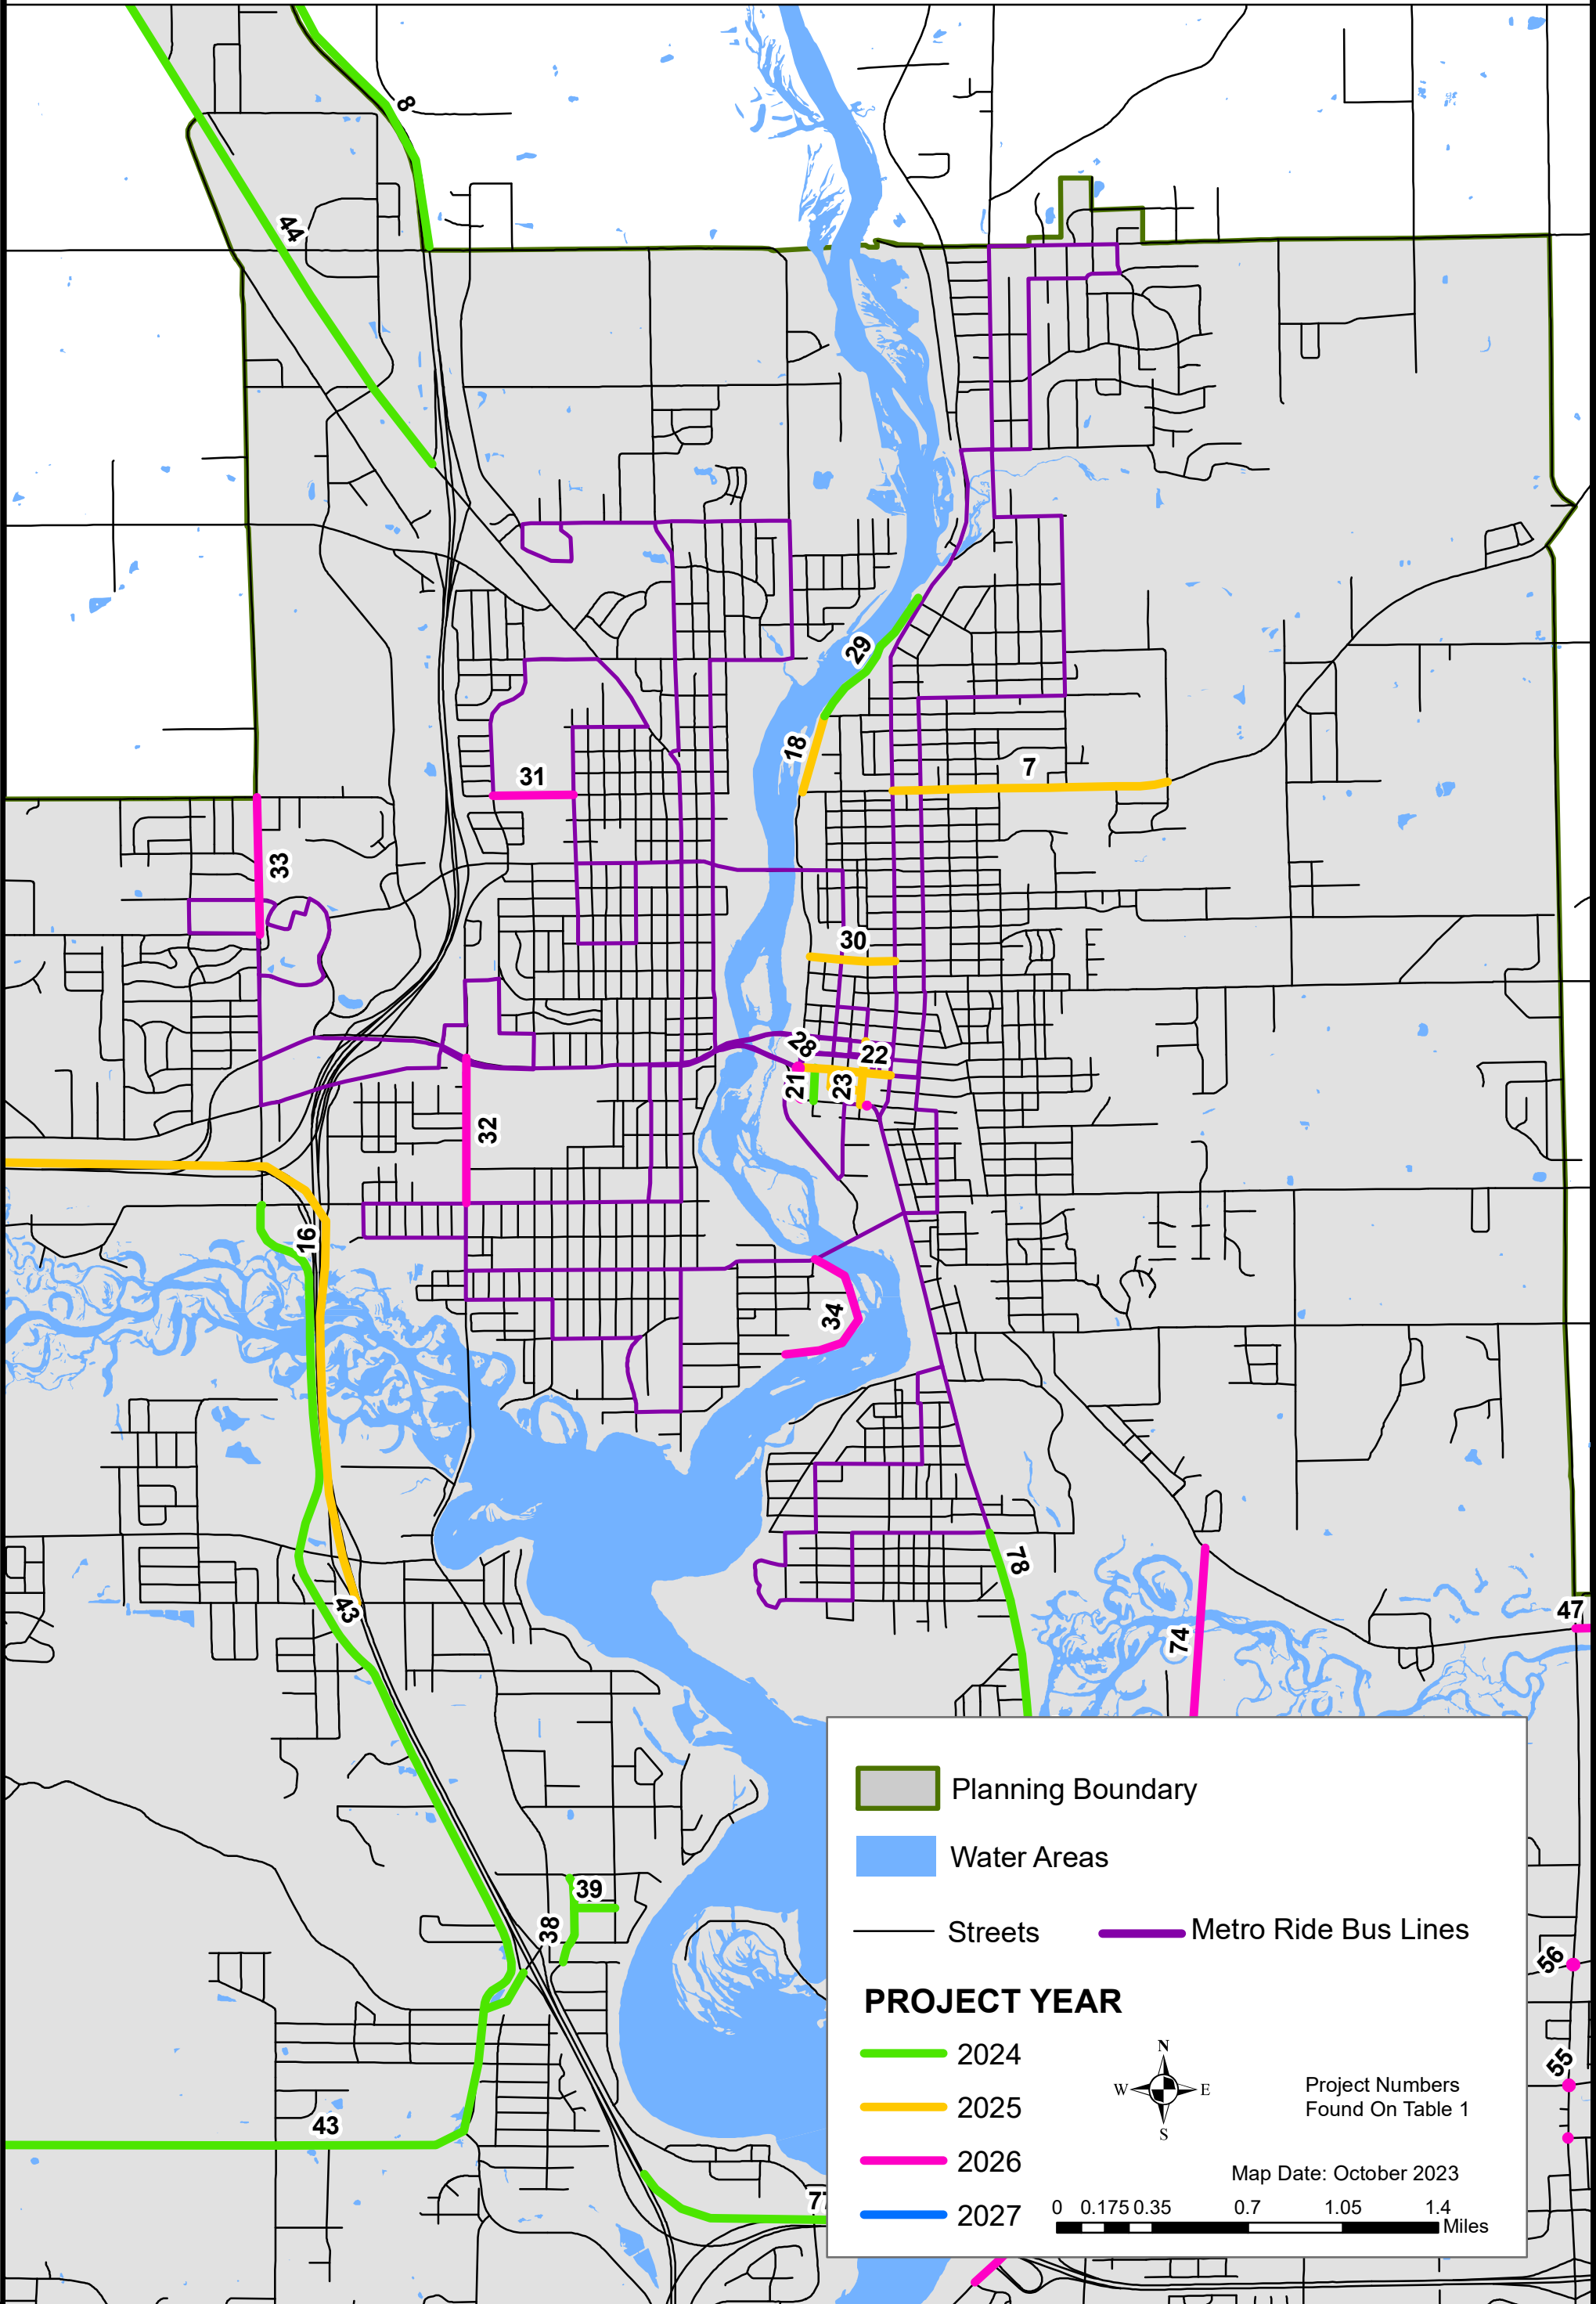 8
44
29
18
7
31
33
30
28
22
21
23
32
16
34
78
43
47
74
39
38
56
55
43
77
Planning Boundary
Water Areas
Streets
Metro Ride Bus Lines
PROJECT YEAR
2024
2025
2026
2027
N
W E
S
Project Numbers
Found On Table 1
Map Date: October 2023
0 0.175 0.35 0.7 1.05 1.4
Miles